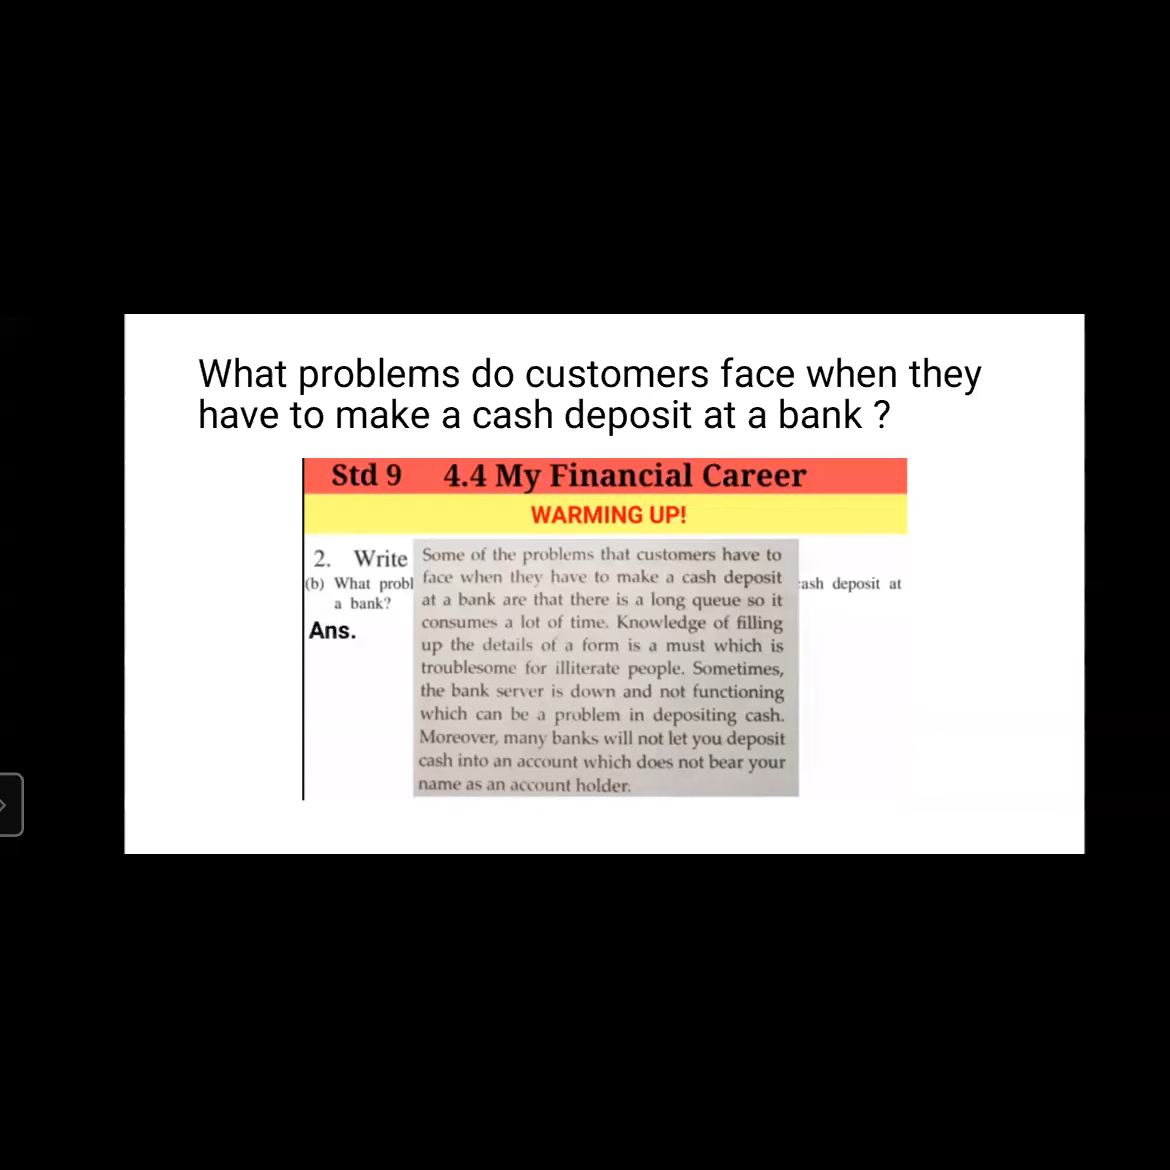 What problems do customers face when they
have to make a cash deposit at a bank ?
Std 9 4.4 My Financial Career
WARMING UP!
2. Write
(b) What probl
a bank?
Ans.
Some of the problems that customers have to
face when they have to make a cash deposit
at a bank are that there is a long queue so it
consumes a lot of time. Knowledge of filling
up the details of a form is a must which is
troublesome for illiterate people. Sometimes,
the bank server is down and not functioning
which can be a problem in depositing cash.
Moreover, many banks will not let you deposit
cash into an account which does not bear your
name as an account holder.
ash deposit at